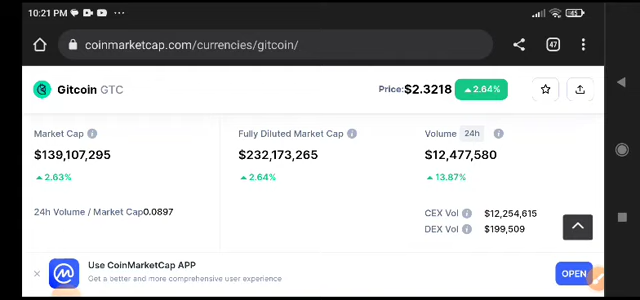 10:21 PM
coinmarketcap.com/currencies/gitcoin/
47
Gitcoin GTC
Price:$2.3218 2.64%
Market Cap
Fully Diluted Market Cap
Volume 24h
$139,107,295
$232,173,265
$12,477,580
2.63%
2.64%
13.87%
24h Volume / Market Cap0.0897
CEX Vol $12,254,615
DEX Vol $199,509
Use CoinMarketCap APP
Get a better and more comprehensive user experience
OPEN